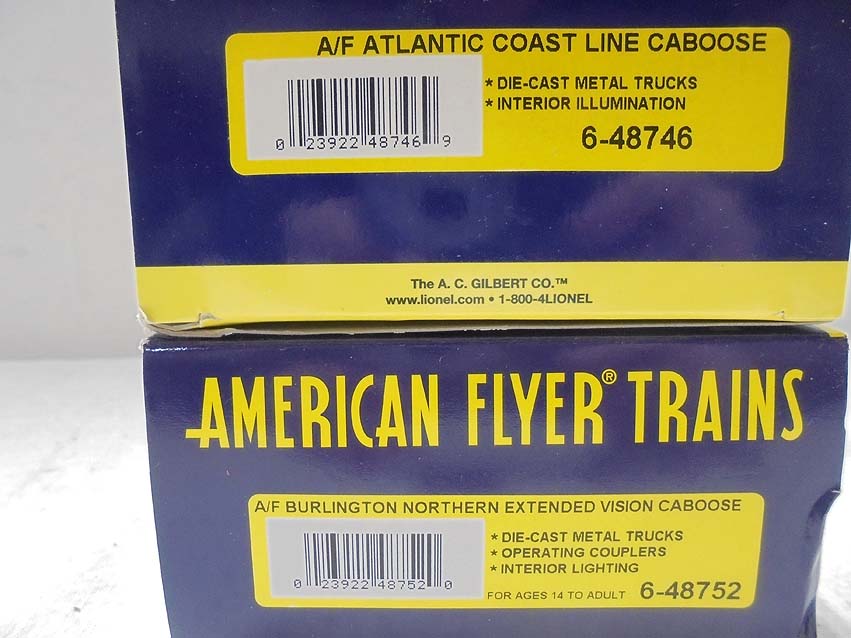 A/F ATLANTIC COAST LINE CABOOSE
* DIE-CAST METAL TRUCKS
* INTERIOR ILLUMINATION
0 23922 48746 9
6-48746
The A. C. GILBERT CO.™
www.lionel.com • 1-800-4LIONEL
AMERICAN FLYER® TRAINS
A/F BURLINGTON NORTHERN EXTENDED VISION CABOOSE
* DIE-CAST METAL TRUCKS
* OPERATING COUPLERS
* INTERIOR LIGHTING
0 23922 48752 0
FOR AGES 14 TO ADULT 6-48752